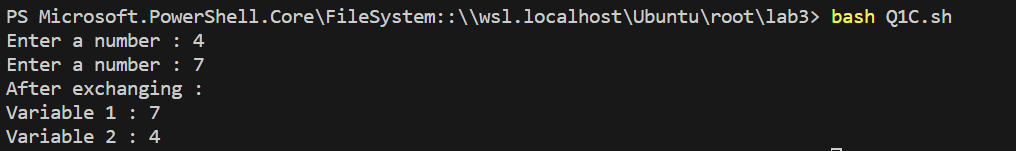 PS Microsoft.PowerShell.Core\FileSystem::\\wsl.localhost\Ubuntu\root\lab3> bash Q1C.sh
Enter a number : 4
Enter a number : 7
After exchanging :
Variable 1 : 7
Variable 2 : 4